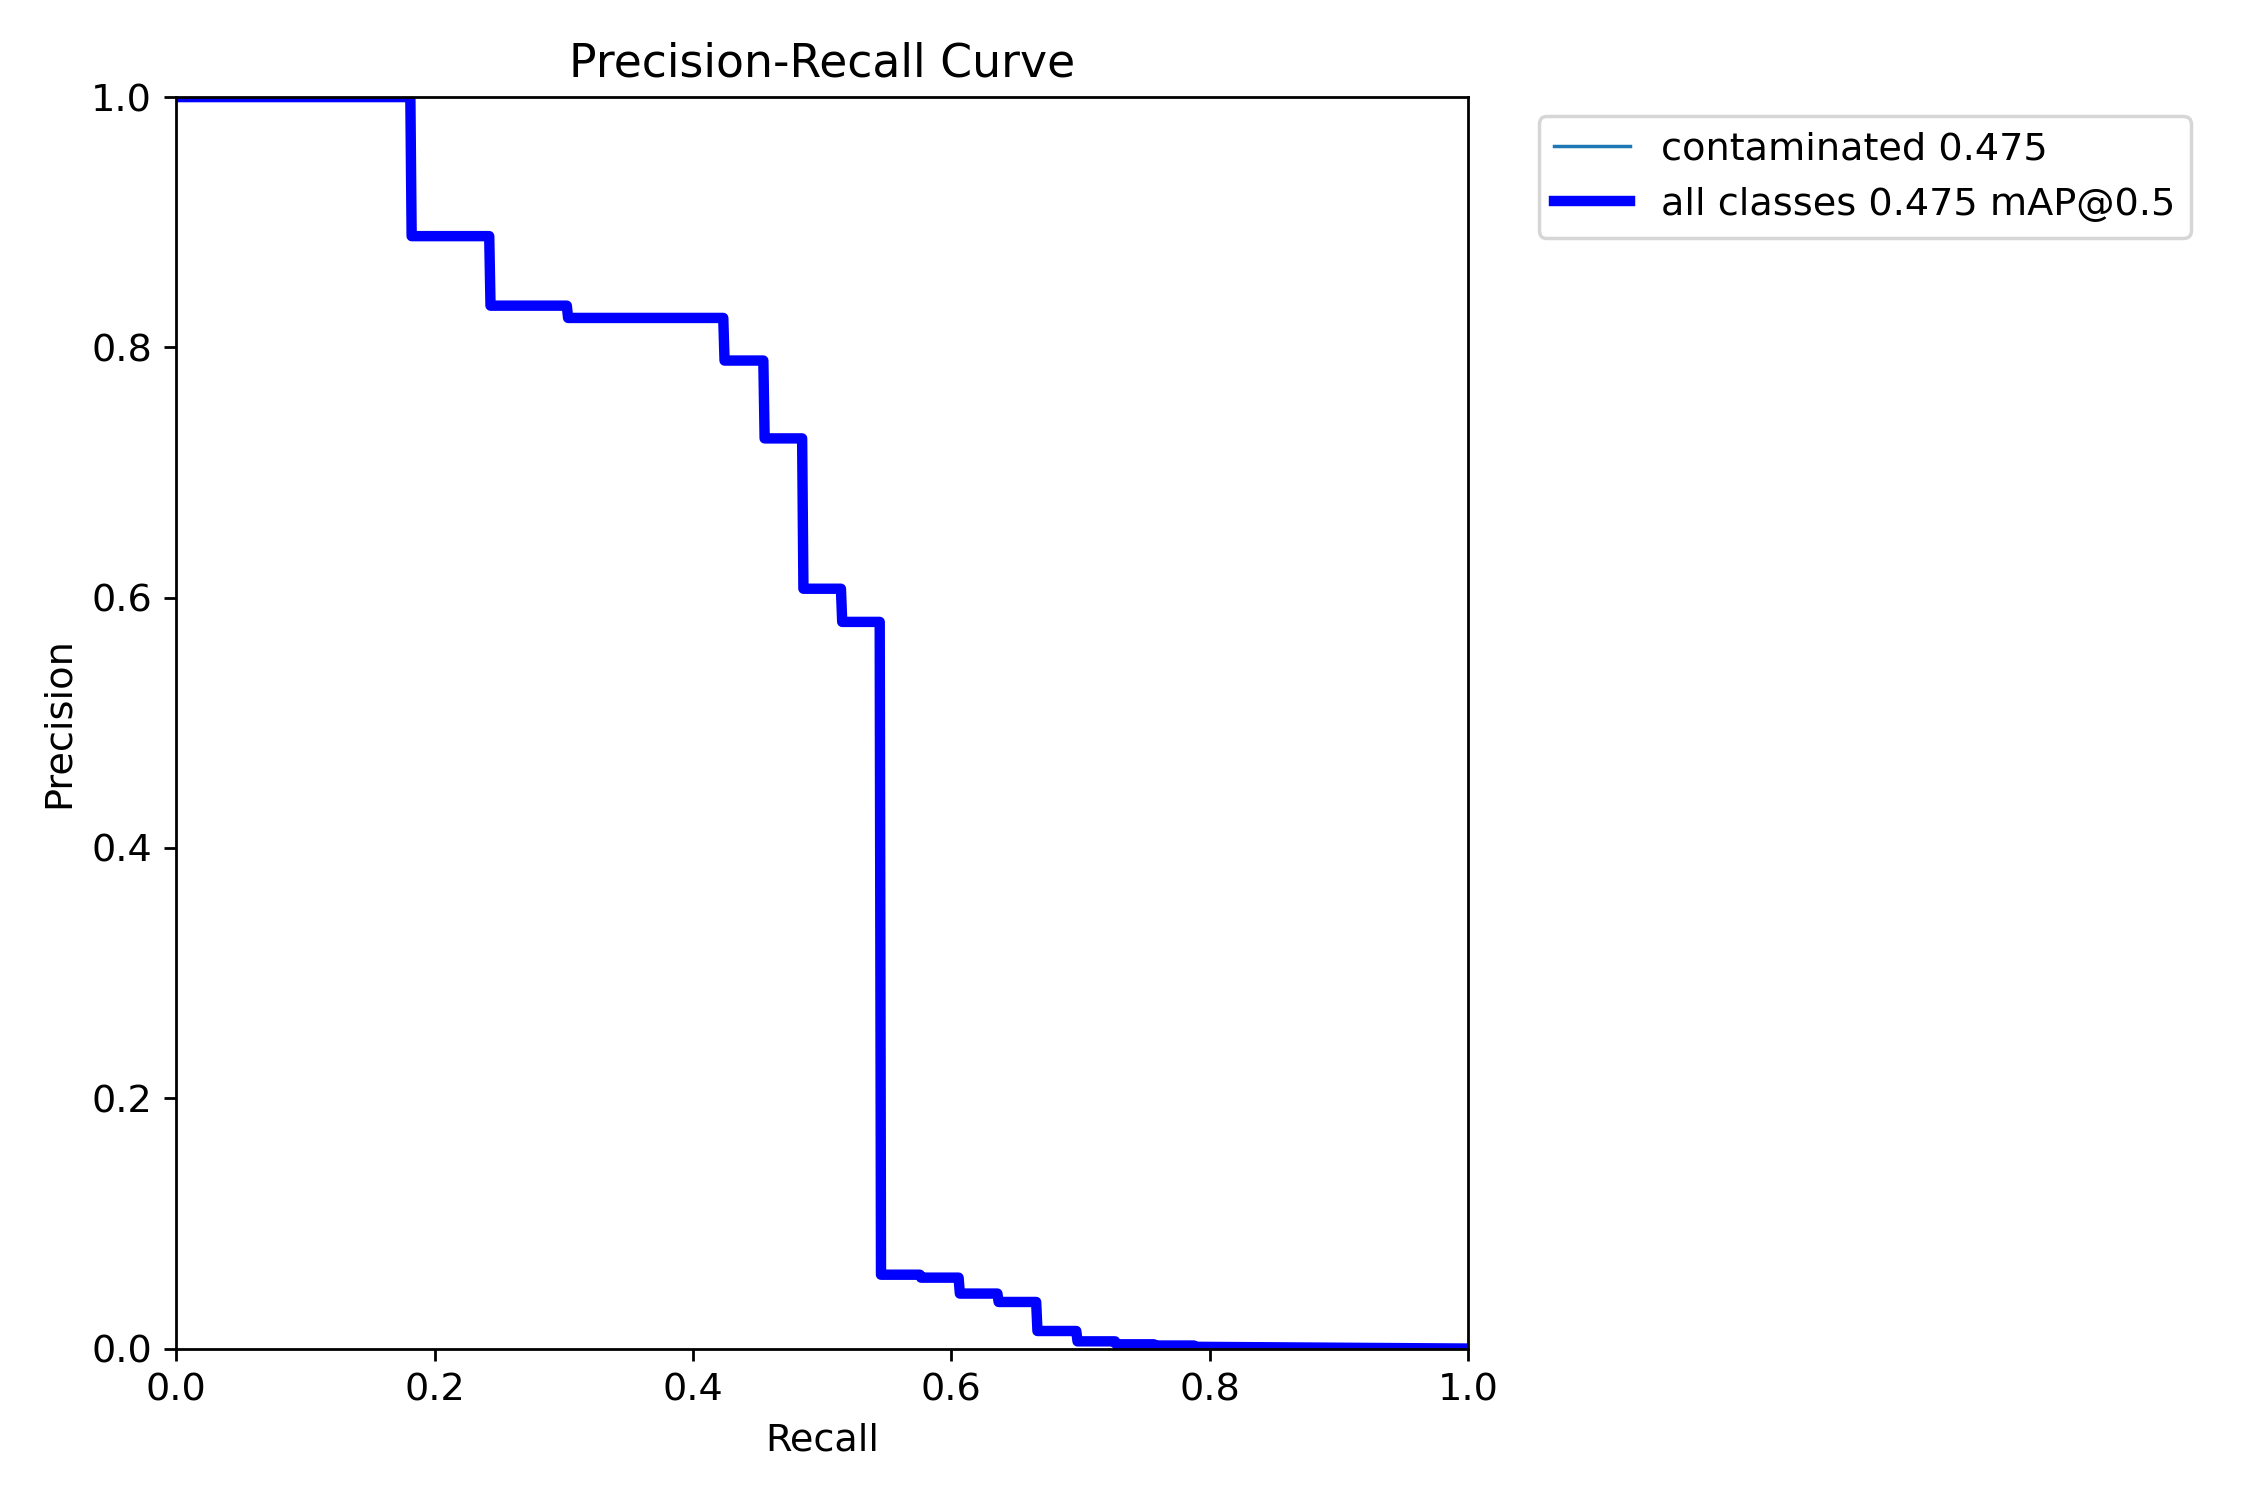 Precision-Recall Curve
contaminated 0.475
all classes 0.475 mAP@0.5
Precision
1.0
0.8
0.6
0.4
0.2
0.0
0.0 0.2 0.4 0.6 0.8 1.0
Recall